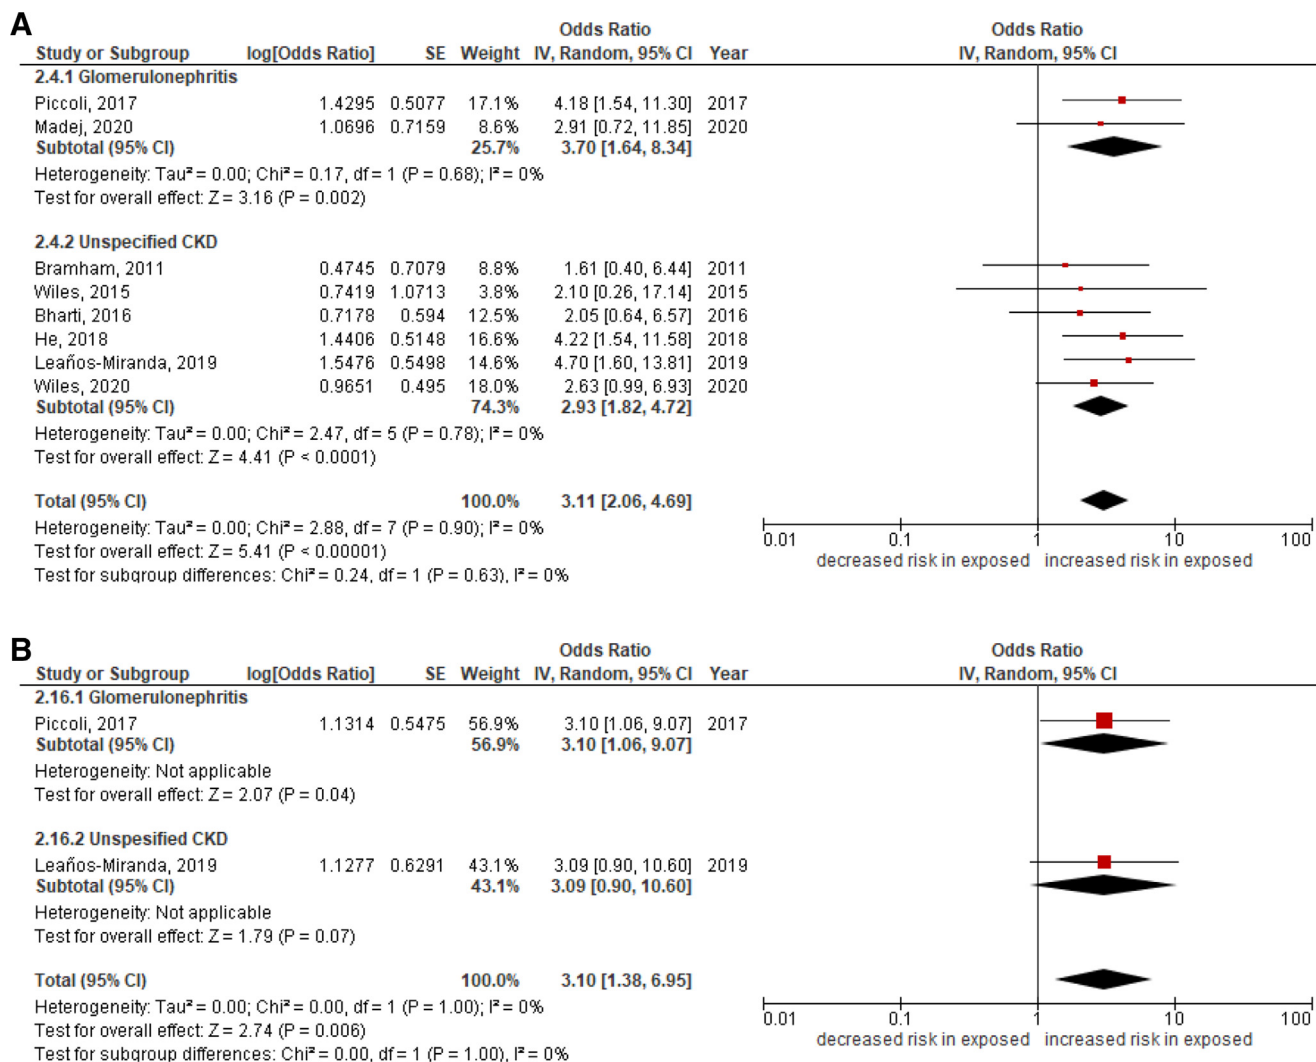 A
Odds Ratio Odds Ratio
Study or Subgroup log[Odds Ratio] SE Weight IV, Random, 95% CI Year IV, Random, 95% CI
2.4.1 Glomerulonephritis
Piccoli, 2017 1.4295 0.5077 17.1% 4.18 [1.54, 11.30] 2017
Madej, 2020 1.0696 0.7159 8.6% 2.91 [0.72, 11.85] 2020
Subtotal (95% CI) 25.7% 3.70 [1.64, 8.34]
Heterogeneity: Tau² = 0.00; Chi² = 0.17, df = 1 (P = 0.68); I² = 0%
Test for overall effect: Z = 3.16 (P = 0.002)
2.4.2 Unspecified CKD
Bramham, 2011 0.4745 0.7079 8.8% 1.61 [0.40, 6.44] 2011
Wiles, 2015 0.7419 1.0713 3.8% 2.10 [0.26, 17.14] 2015
Bharti, 2016 0.7178 0.594 12.5% 2.05 [0.64, 6.57] 2016
He, 2018 1.4406 0.5148 16.6% 4.22 [1.54, 11.58] 2018
Leaños-Miranda, 2019 1.5476 0.5498 14.6% 4.70 [1.60, 13.81] 2019
Wiles, 2020 0.9651 0.495 18.0% 2.63 [0.99, 6.93] 2020
Subtotal (95% CI) 74.3% 2.93 [1.82, 4.72]
Heterogeneity: Tau² = 0.00; Chi² = 2.47, df = 5 (P = 0.78); I² = 0%
Test for overall effect: Z = 4.41 (P < 0.0001)
Total (95% CI) 100.0% 3.11 [2.06, 4.69]
Heterogeneity: Tau² = 0.00; Chi² = 2.88, df = 7 (P = 0.90); I² = 0%
Test for overall effect: Z = 5.41 (P < 0.00001)
Test for subgroup differences: Chi² = 0.24, df = 1 (P = 0.63), I² = 0%
0.01 0.1 1 10 100
decreased risk in exposed increased risk in exposed
B
Odds Ratio Odds Ratio
Study or Subgroup log[Odds Ratio] SE Weight IV, Random, 95% CI Year IV, Random, 95% CI
2.16.1 Glomerulonephritis
Piccoli, 2017 1.1314 0.5475 56.9% 3.10 [1.06, 9.07] 2017
Subtotal (95% CI) 56.9% 3.10 [1.06, 9.07]
Heterogeneity: Not applicable
Test for overall effect: Z = 2.07 (P = 0.04)
2.16.2 Unspesified CKD
Leaños-Miranda, 2019 1.1277 0.6291 43.1% 3.09 [0.90, 10.60] 2019
Subtotal (95% CI) 43.1% 3.09 [0.90, 10.60]
Heterogeneity: Not applicable
Test for overall effect: Z = 1.79 (P = 0.07)
Total (95% CI) 100.0% 3.10 [1.38, 6.95]
Heterogeneity: Tau² = 0.00; Chi² = 0.00, df = 1 (P = 1.00); I² = 0%
Test for overall effect: Z = 2.74 (P = 0.006)
Test for subgroup differences: Chi² = 0.00, df = 1 (P = 1.00), I² = 0%
0.01 0.1 1 10 100
decreased risk in exposed increased risk in exposed